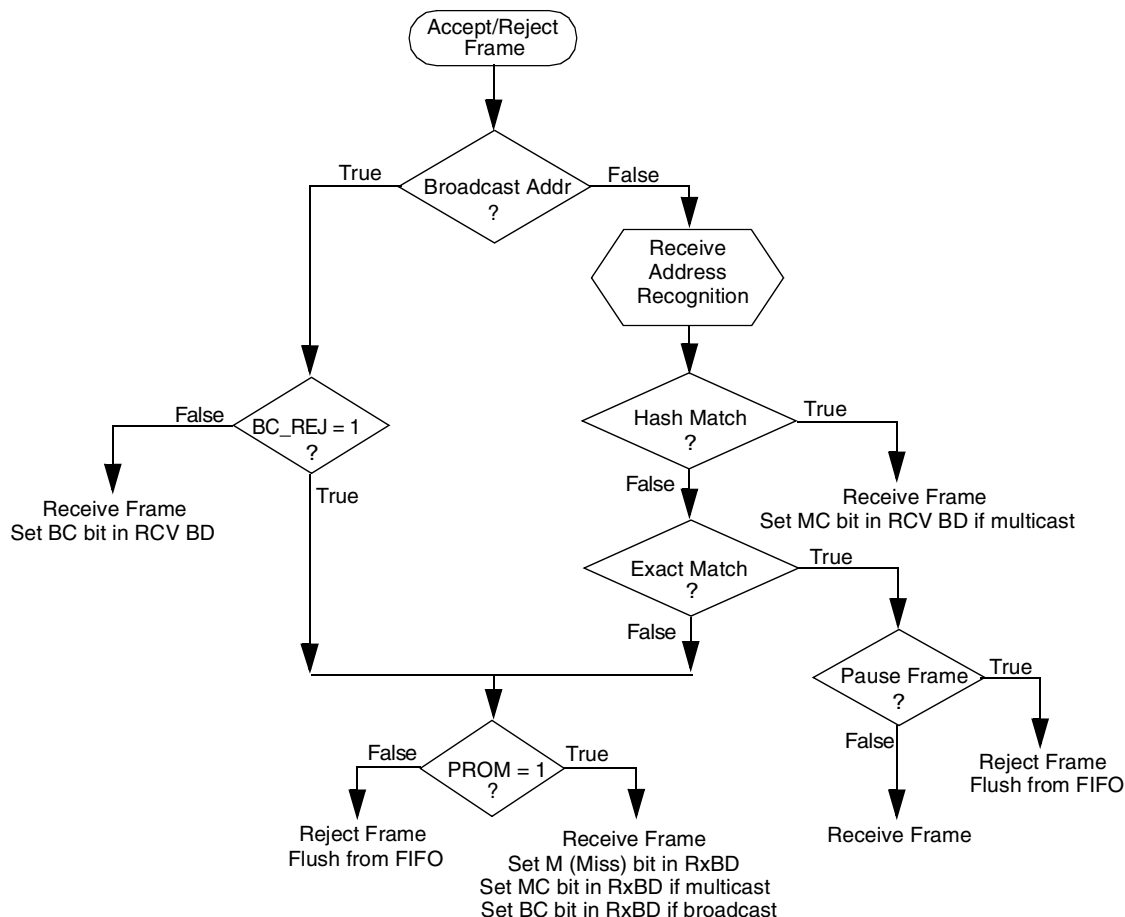 Accept/Reject
Frame
True
False
Broadcast Addr
?
Receive
Address
Recognition
False
BC_REJ = 1
?
True
Receive Frame
Set BC bit in RCV BD
Hash Match
?
True
False
Receive Frame
Set MC bit in RCV BD if multicast
Exact Match
?
True
False
Pause Frame
?
True
False
Reject Frame
Flush from FIFO
Receive Frame
False
PROM = 1
?
True
Reject Frame
Flush from FIFO
Receive Frame
Set M (Miss) bit in RxBD
Set MC bit in RxBD if multicast
Set BC bit in RxBD if broadcast